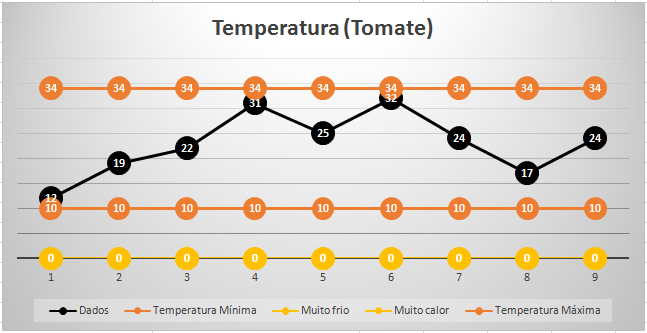 Temperatura (Tomate)
34 34 34 34 34 34 34 34 34
12 19 22 31 25 32 24 17 24
10 10 10 10 10 10 10 10 10
0 0 0 0 0 0 0 0 0
1 2 3 4 5 6 7 8 9
Dados Temperatura Mínima Muito frio Muito calor Temperatura Máxima